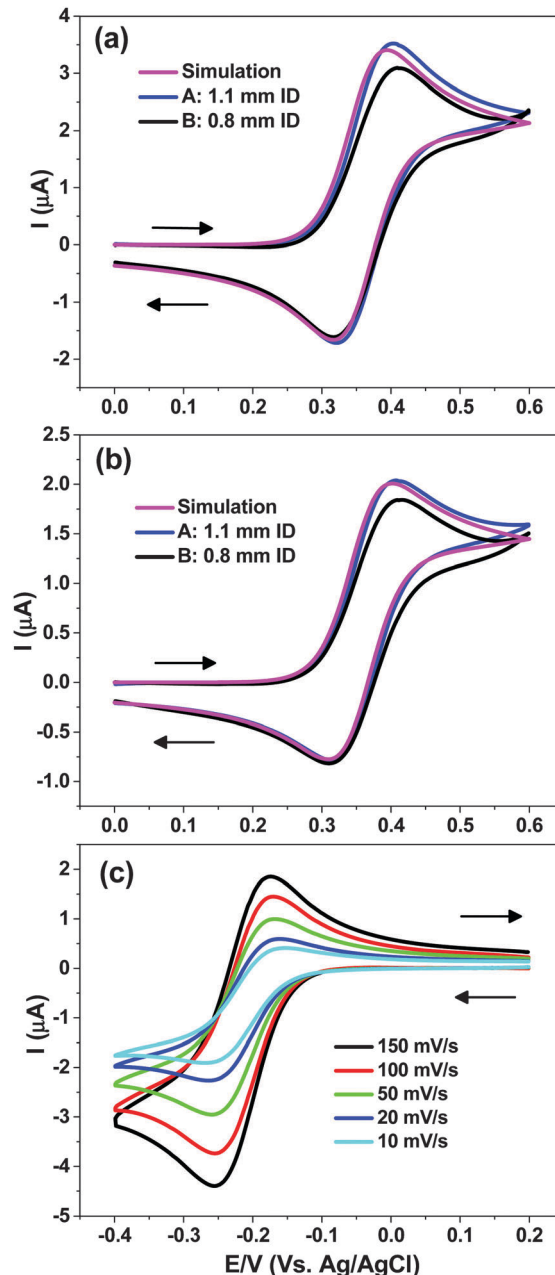 (a)
Simulation
A: 1.1 mm ID
B: 0.8 mm ID
I (µA)
4
3
2
1
0
-1
-2
0.0 0.1 0.2 0.3 0.4 0.5 0.6
(b)
Simulation
A: 1.1 mm ID
B: 0.8 mm ID
I (µA)
2.5
2.0
1.5
1.0
0.5
0.0
-0.5
-1.0
0.0 0.1 0.2 0.3 0.4 0.5 0.6
(c)
I (µA)
2
1
0
-1
-2
-3
-4
-5
150 mV/s
100 mV/s
50 mV/s
20 mV/s
10 mV/s
-0.4 -0.3 -0.2 -0.1 0.0 0.1 0.2
E/V (Vs. Ag/AgCl)